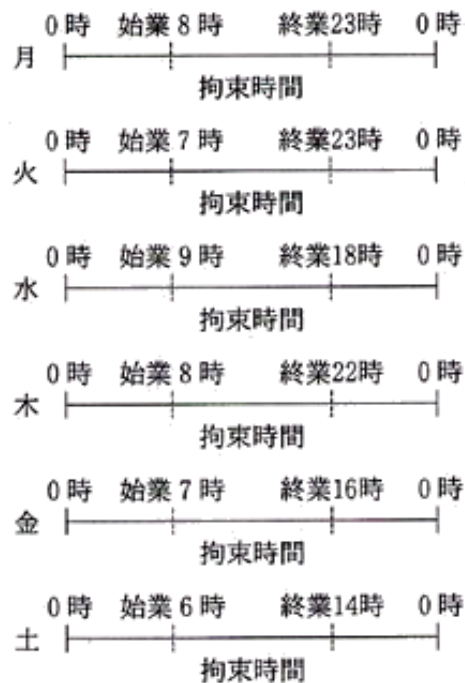 0時 始業8時 終業23時 0時
月
拘束時間
0時 始業7時 終業23時 0時
火
拘束時間
0時 始業9時 終業18時 0時
水
拘束時間
0時 始業8時 終業22時 0時
木
拘束時間
0時 始業7時 終業16時 0時
金
拘束時間
0時 始業6時 終業14時 0時
土
拘束時間